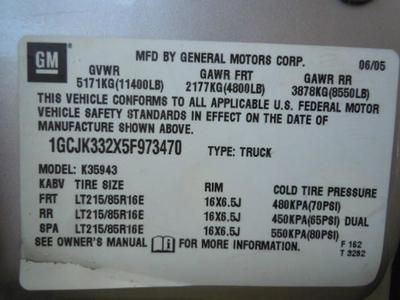 GM
MFD BY GENERAL MOTORS CORP. 06/05
GVWR GAWR FRT GAWR RR
5171KG(11400LB) 2177KG(4800LB) 3878KG(8550LB)
THIS VEHICLE CONFORMS TO ALL APPLICABLE U.S. FEDERAL MOTOR
VEHICLE SAFETY STANDARDS IN EFFECT ON THE DATE OF
MANUFACTURE SHOWN ABOVE.
1GCJK332X5F973470 TYPE: TRUCK
MODEL: K35943
KABV TIRE SIZE RIM COLD TIRE PRESSURE
FRT LT215/85R16E 16X6.5J 480KPA(70PSI)
RR LT215/85R16E 16X6.5J 450KPA(65PSI) DUAL
SPA LT215/85R16E 16X6.5J 550KPA(80PSI)
SEE OWNER'S MANUAL FOR MORE INFORMATION. F 162
T 3282